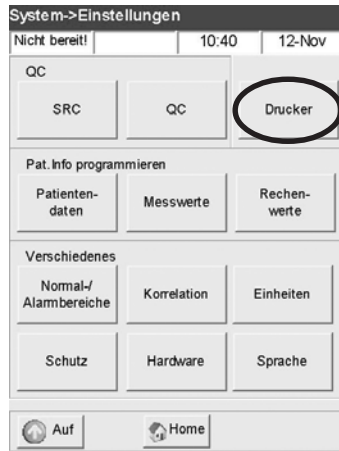 System->Einstellungen
Nicht bereit! 10:40 12-Nov
QC
SRC QC Drucker
Pat.Info programmieren
Patienten- Messwerte Rechen-
daten werte
Verschiedenes
Normal-/ Korrelation Einheiten
Alarmbereiche
Schutz Hardware Sprache
Auf Home